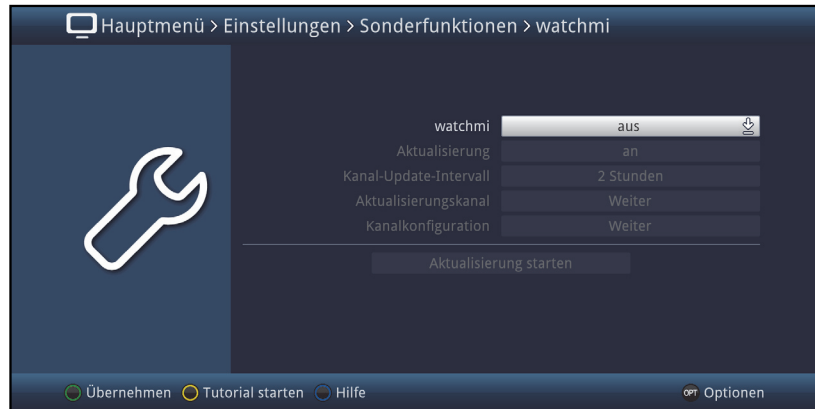 Hauptmenü > Einstellungen > Sonderfunktionen > watchmi
watchmi aus
Aktualisierung an
Kanal-Update-Intervall 2 Stunden
Aktualisierungskanal Weiter
Kanalkonfiguration Weiter
Aktualisierung starten
Übernehmen Tutorial starten Hilfe OPT Optionen